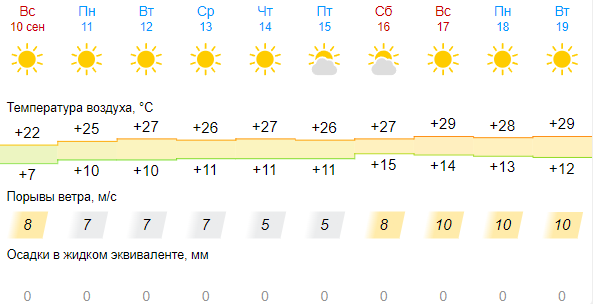 Вс Пн Вт Ср Чт Пт Сб Вс Пн Вт
10 сен 11 12 13 14 15 16 17 18 19
Температура воздуха, °C
+22 +25 +27 +26 +27 +26 +27 +29 +28 +29
+7 +10 +10 +11 +11 +11 +15 +14 +13 +12
Порывы ветра, м/с
8 7 7 7 5 5 8 10 10 10
Осадки в жидком эквиваленте, мм
0 0 0 0 0 0 0 0 0 0